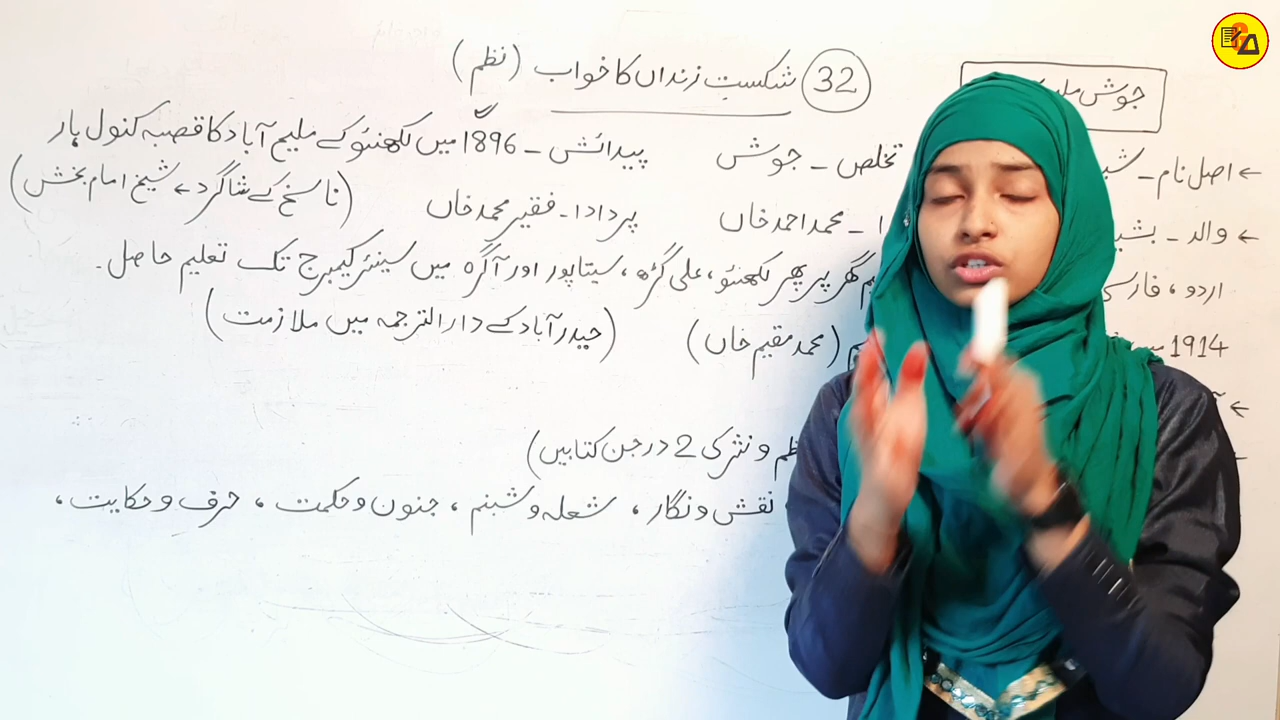 32 شکستِ زنداں کا خواب (نظم)
جوش
← اصل نام ۔ تخلص ۔ جوش پیدائش ۔ 1896 میں لکھنؤ کے ملیح آباد کا قصبہ کنول ہار
← والد ۔ ا ۔ محمد احمد خاں پردادا ۔ فقیر محمد خاں (ناسخ کے شاگرد ← شیخ امام بخش)
اردو ، فارسی گھر پر پھر لکھنؤ ، علی گڑھ ، سیتاپور اور آگرہ میں سینئر کیمبرج تک تعلیم حاصل ۔
1914 (محمد مقیم خاں) (حیدرآباد کے دارالترجمہ میں ملازمت)
و نثر کی 2 درجن کتابیں)
نقش و نگار ، شعلہ و شبنم ، جنون و حکمت ، حرف و حکایت ،